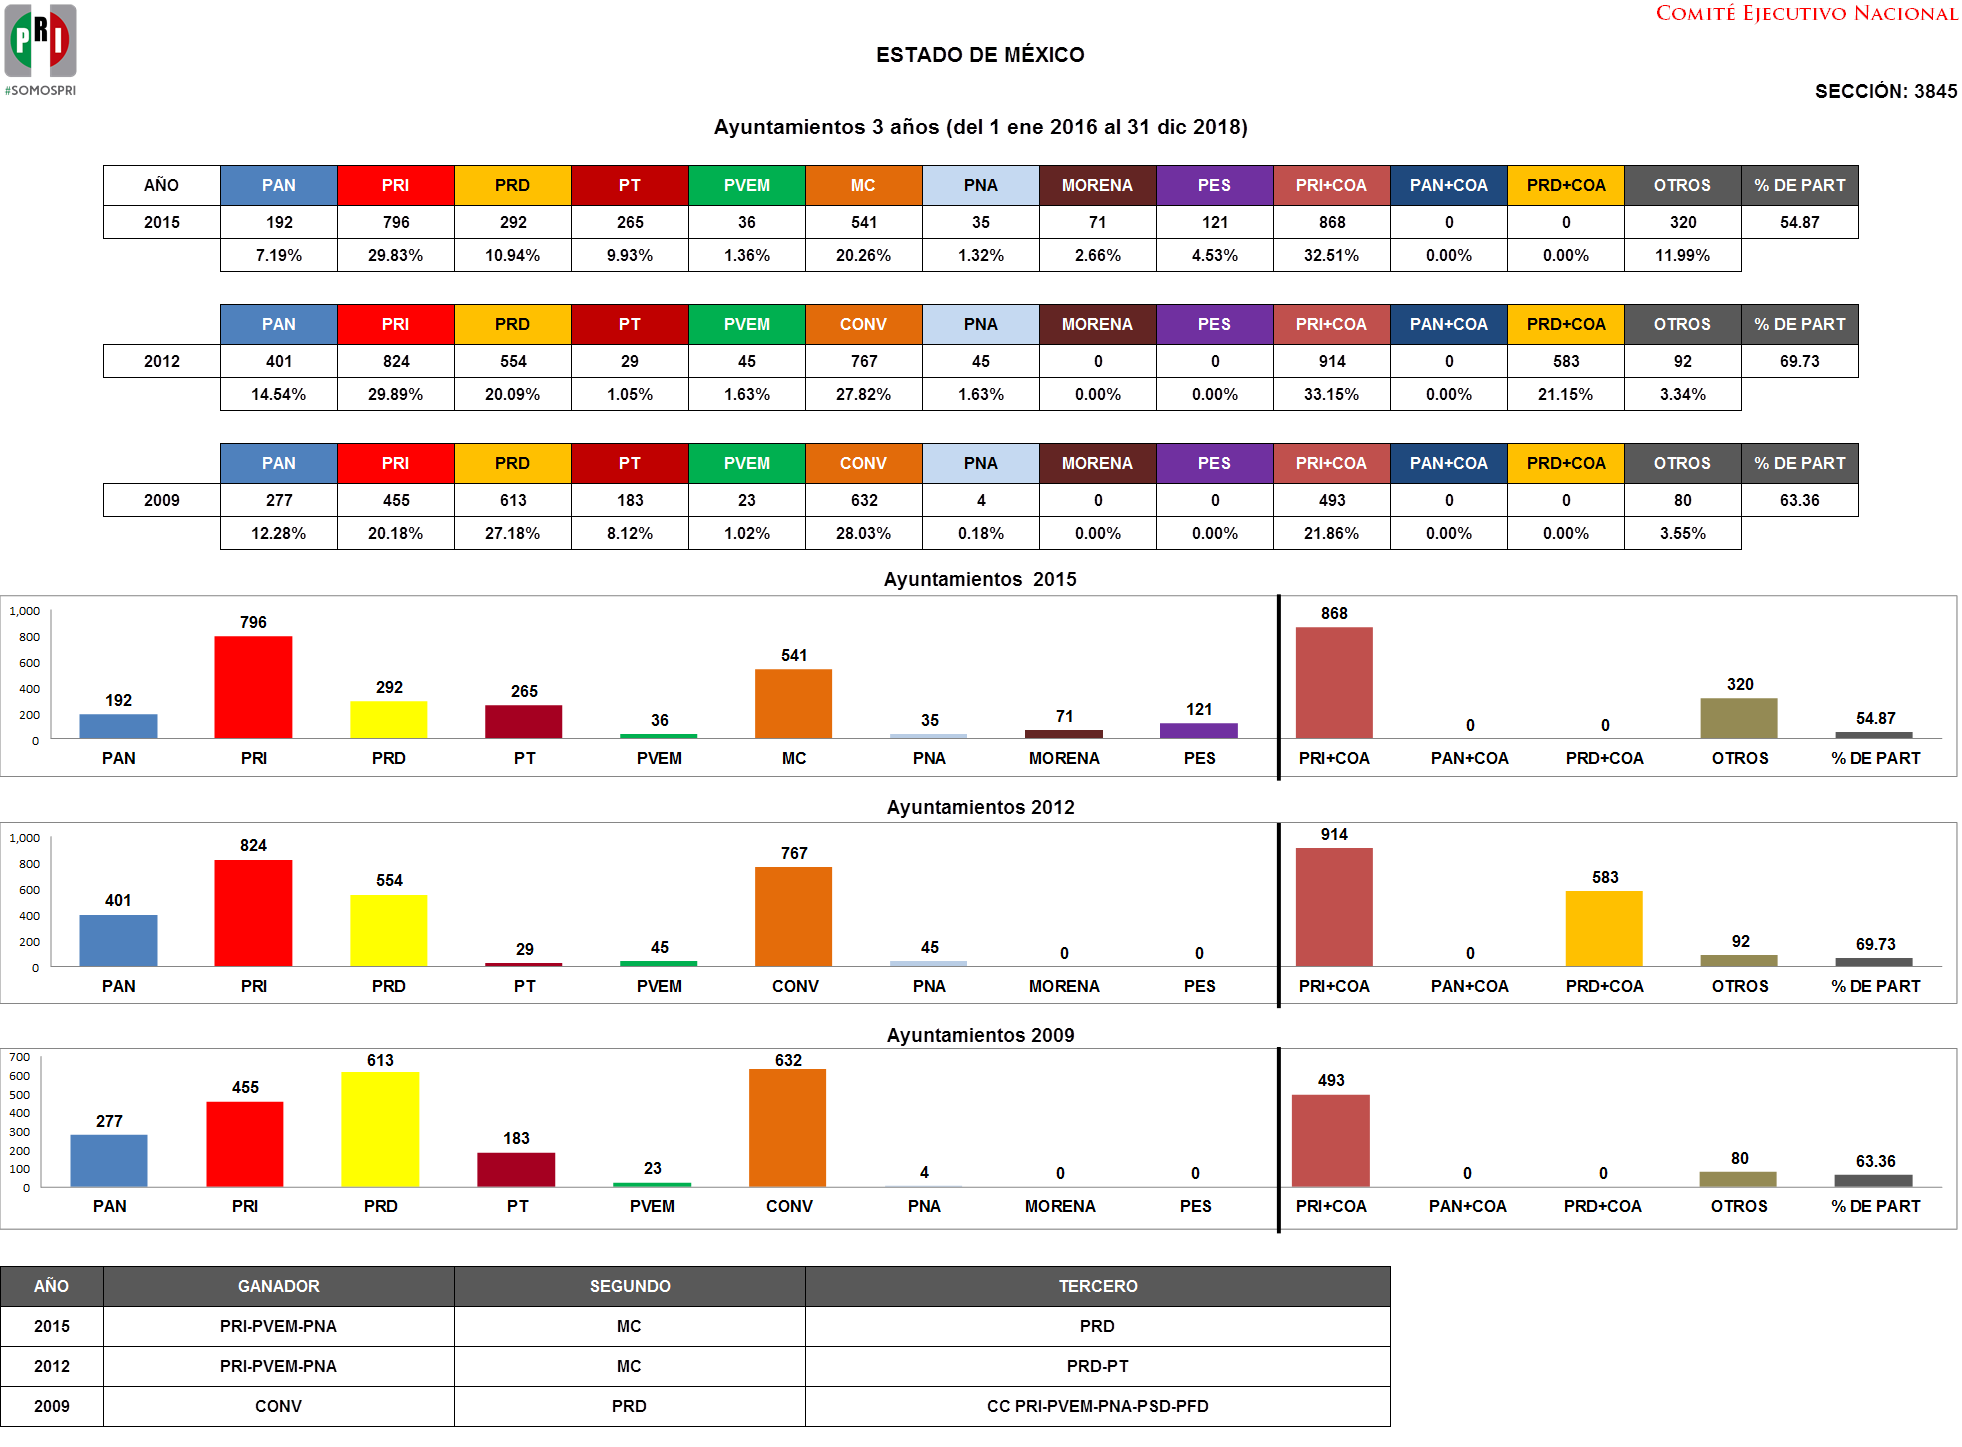 PRI
#SOMOSPRI
COMITÉ EJECUTIVO NACIONAL
ESTADO DE MÉXICO
SECCIÓN: 3845
Ayuntamientos 3 años (del 1 ene 2016 al 31 dic 2018)
AÑO PAN PRI PRD PT PVEM MC PNA MORENA PES PRI+COA PAN+COA PRD+COA OTROS % DE PART
2015 192 796 292 265 36 541 35 71 121 868 0 0 320 54.87
7.19% 29.83% 10.94% 9.93% 1.36% 20.26% 1.32% 2.66% 4.53% 32.51% 0.00% 0.00% 11.99%
PAN PRI PRD PT PVEM CONV PNA MORENA PES PRI+COA PAN+COA PRD+COA OTROS % DE PART
2012 401 824 554 29 45 767 45 0 0 914 0 583 92 69.73
14.54% 29.89% 20.09% 1.05% 1.63% 27.82% 1.63% 0.00% 0.00% 33.15% 0.00% 21.15% 3.34%
PAN PRI PRD PT PVEM CONV PNA MORENA PES PRI+COA PAN+COA PRD+COA OTROS % DE PART
2009 277 455 613 183 23 632 4 0 0 493 0 0 80 63.36
12.28% 20.18% 27.18% 8.12% 1.02% 28.03% 0.18% 0.00% 0.00% 21.86% 0.00% 0.00% 3.55%
Ayuntamientos 2015
1,000
800
600
400
200
0
192 796 292 265 36 541 35 71 121 868 0 0 320 54.87
PAN PRI PRD PT PVEM MC PNA MORENA PES PRI+COA PAN+COA PRD+COA OTROS % DE PART
Ayuntamientos 2012
1,000
800
600
400
200
0
401 824 554 29 45 767 45 0 0 914 0 583 92 69.73
PAN PRI PRD PT PVEM CONV PNA MORENA PES PRI+COA PAN+COA PRD+COA OTROS % DE PART
Ayuntamientos 2009
700
600
500
400
300
200
100
0
277 455 613 183 23 632 4 0 0 493 0 0 80 63.36
PAN PRI PRD PT PVEM CONV PNA MORENA PES PRI+COA PAN+COA PRD+COA OTROS % DE PART
AÑO GANADOR SEGUNDO TERCERO
2015 PRI-PVEM-PNA MC PRD
2012 PRI-PVEM-PNA MC PRD-PT
2009 CONV PRD CC PRI-PVEM-PNA-PSD-PFD